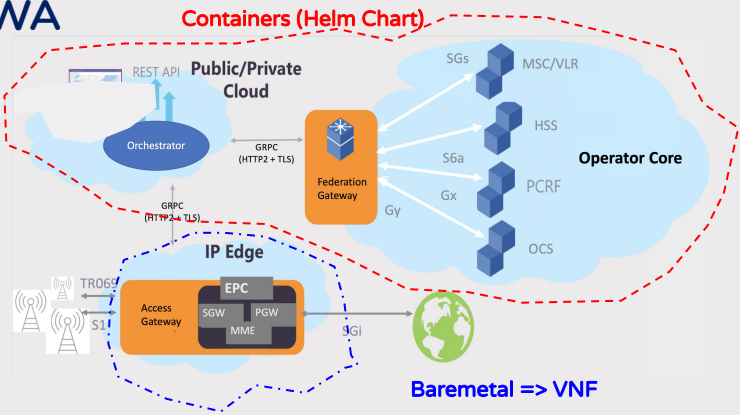 WA
Containers (Helm Chart)
REST API
Public/Private
Cloud
SGs
MSC/VLR
Orchestrator
GRPC
(HTTP2 + TLS)
HSS
Federation
Gateway
S6a
Operator Core
Gx
PCRF
Gy
GRPC
(HTTP2 + TLS)
OCS
IP Edge
TR069
EPC
Access
Gateway
SGW
PGW
MME
S1
SGi
Baremetal => VNF